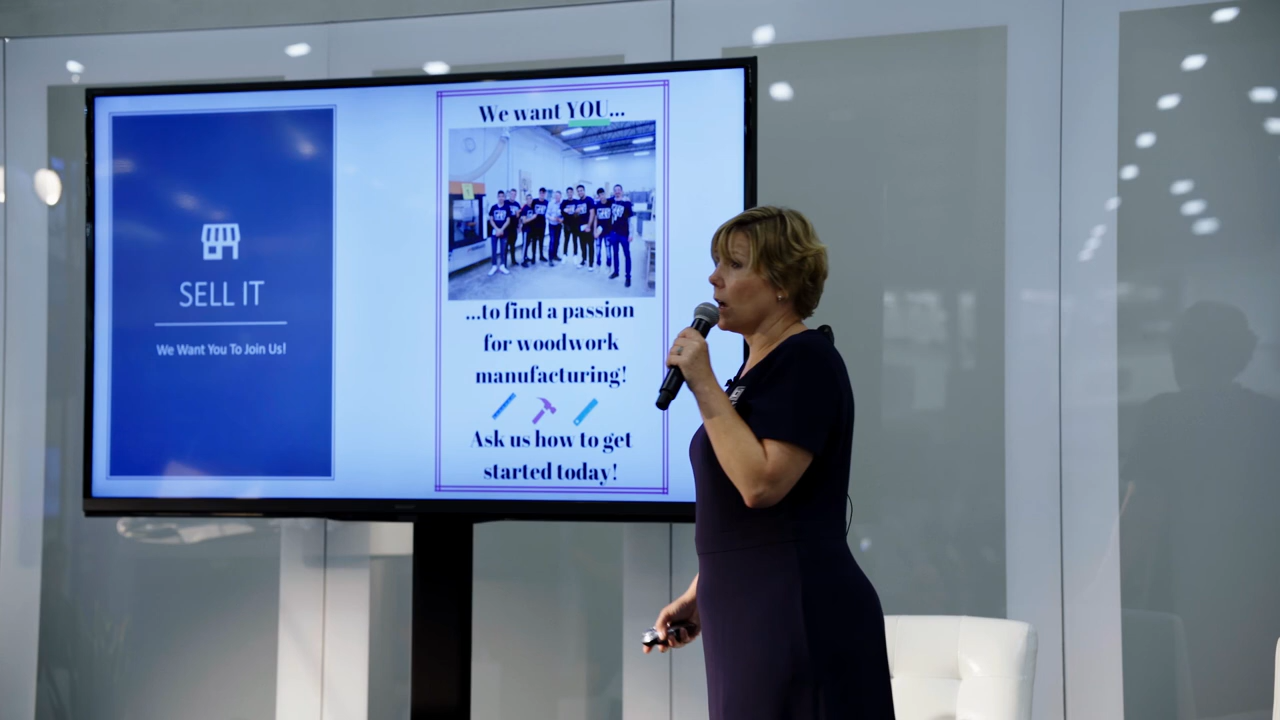 SELL IT
We Want You To Join Us!
We want YOU...
...to find a passion
for woodwork
manufacturing!
Ask us how to get
started today!